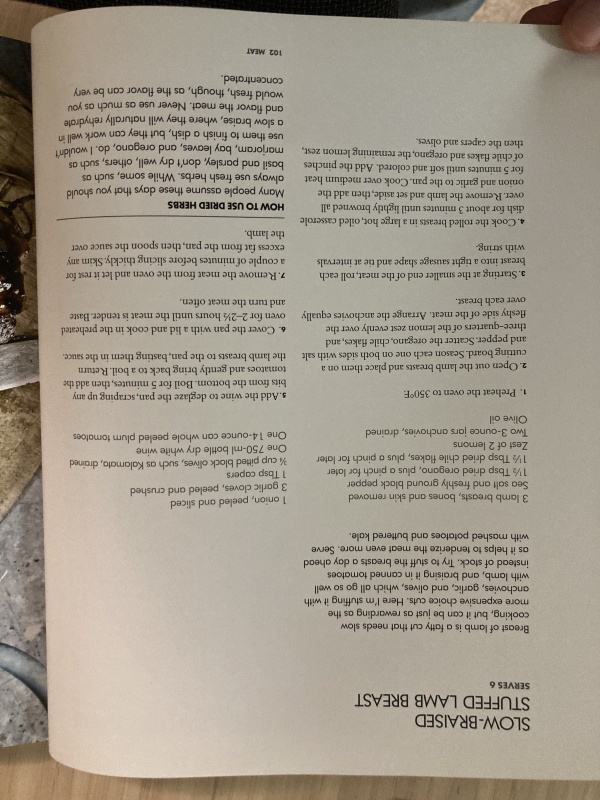 SLOW-BRAISED
STUFFED LAMB BREAST
SERVES 6
Breast of lamb is a fatty cut that needs slow
cooking, but it can be just as rewarding as the
more expensive choice cuts. Here I'm stuffing it with
anchovies, garlic, and olives, which all go so well
with lamb, and braising it in canned tomatoes
instead of stock. Try to stuff the breasts a day ahead
as it helps to tenderize the meat even more. Serve
with mashed potatoes and buttered kale.
3 lamb breasts, bones and skin removed
Sea salt and freshly ground black pepper
1½ Tbsp dried oregano, plus a pinch for later
1½ Tbsp dried chile flakes, plus a pinch for later
Zest of 2 lemons
Two 3-ounce jars anchovies, drained
Olive oil
1 onion, peeled and sliced
3 garlic cloves, peeled and crushed
1 Tbsp capers
¾ cup pitted black olives, such as Kalamata, drained
One 750-ml bottle dry white wine
One 14-ounce can whole peeled plum tomatoes
1. Preheat the oven to 350°F.
2. Open out the lamb breasts and place them on a
cutting board. Season each one on both sides with salt
and pepper. Scatter the oregano, chile flakes, and
three-quarters of the lemon zest evenly over the
fleshy side of the meat. Arrange the anchovies equally
over each breast.
3. Starting at the smaller end of the meat, roll each
breast into a tight sausage shape and tie at intervals
with string.
4. Cook the rolled breasts in a large hot, oiled casserole
dish for about 3 minutes until lightly browned all
over. Remove the lamb and set aside, then add the
onion and garlic to the pan. Cook over medium heat
for 5 minutes until soft and colored. Add the pinches
of chile flakes and oregano, the remaining lemon zest,
then the capers and olives.
5. Add the wine to deglaze the pan, scraping up any
bits from the bottom. Boil for 5 minutes, then add the
tomatoes and gently bring back to a boil. Return
the lamb breasts to the pan, basting them in the sauce.
6. Cover the pan with a lid and cook in the preheated
oven for 2–2½ hours until the meat is tender. Baste
and turn the meat often.
7. Remove the meat from the oven and let it rest for
a couple of minutes before slicing thickly. Skim any
excess fat from the pan, then spoon the sauce over
the lamb.
HOW TO USE DRIED HERBS
Many people assume these days that you should
always use fresh herbs. While some, such as
basil and parsley, don't dry well, others, such as
marjoram, bay leaves, and oregano, do. I wouldn't
use them to finish a dish, but they can work well in
a slow braise, where they will naturally rehydrate
and flavor the meat. Never use as much as you
would fresh, though, as the flavor can be very
concentrated.
102 MEAT